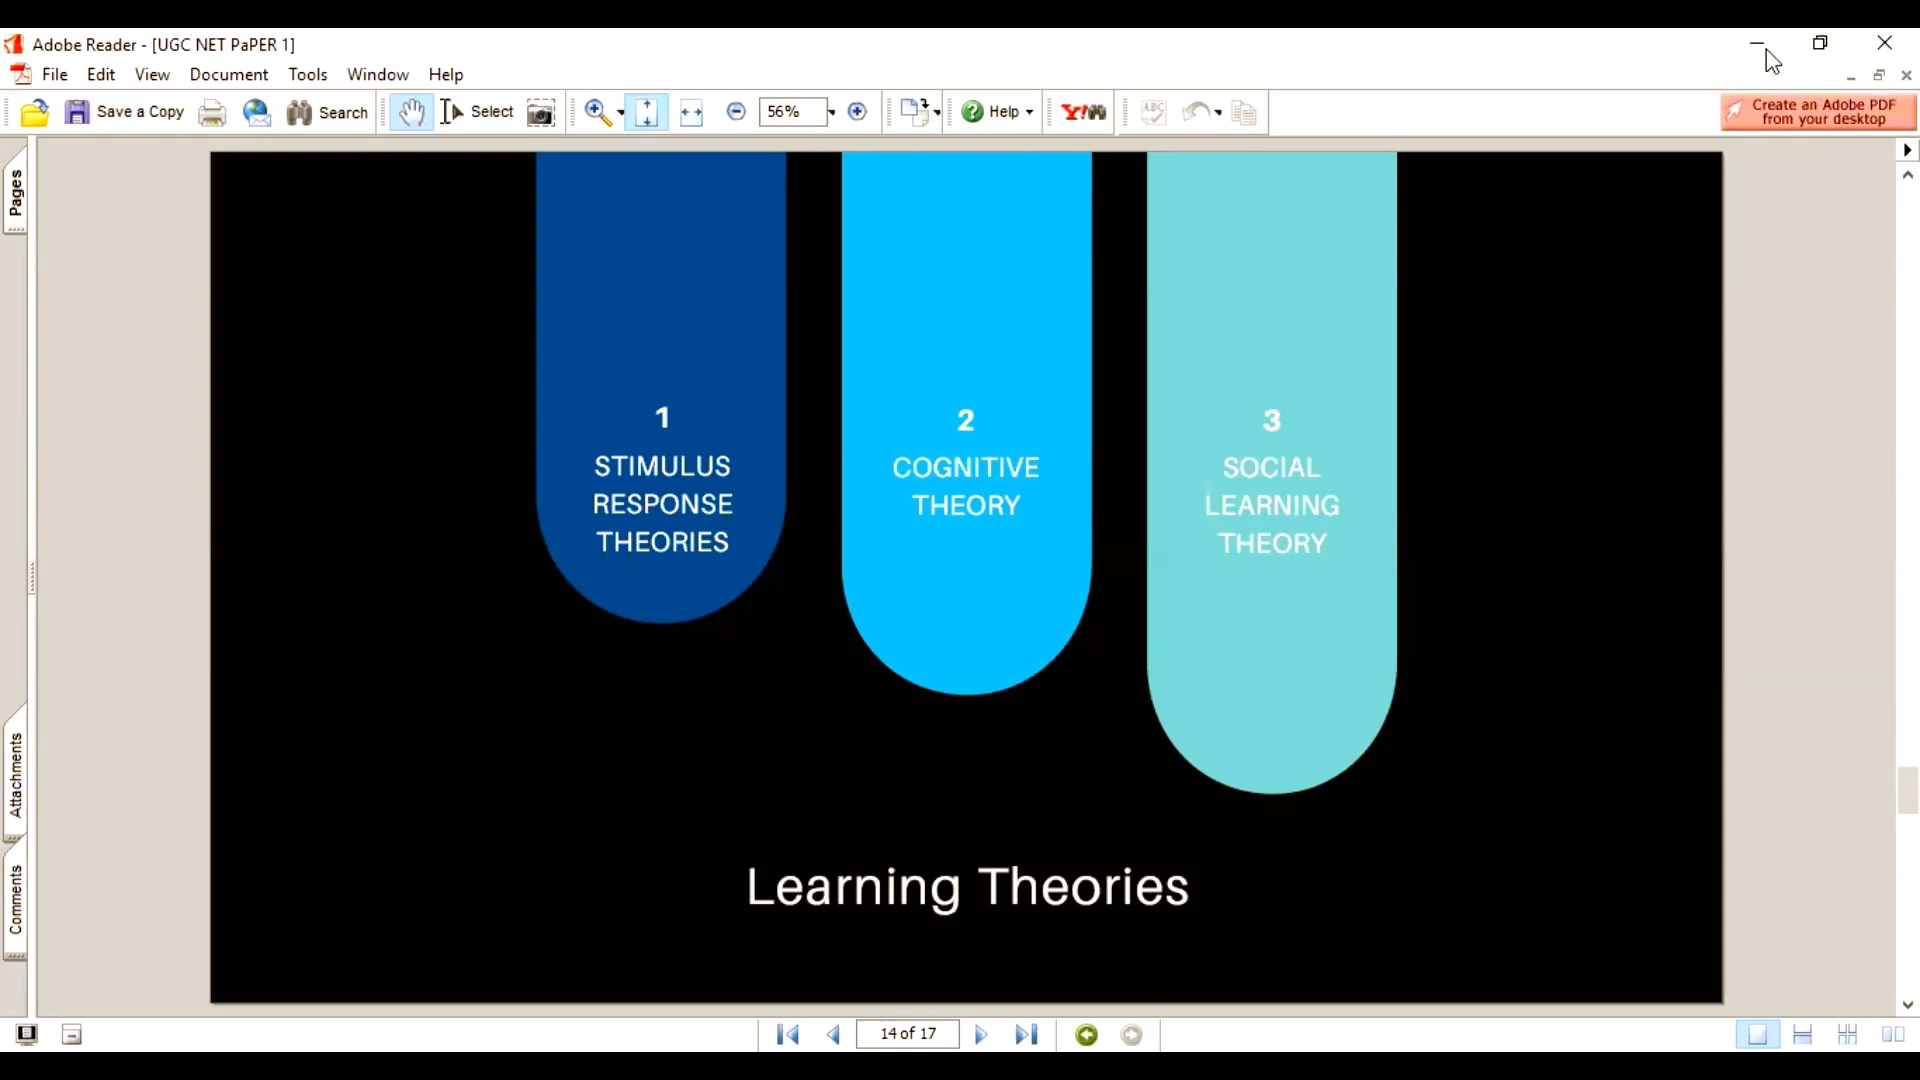 Adobe Reader - [UGC NET PaPER 1]
File Edit View Document Tools Window Help
Save a Copy Search Select 56% Help Y! ABC
Create an Adobe PDF
from your desktop
Pages
1
STIMULUS
RESPONSE
THEORIES
2
COGNITIVE
THEORY
3
SOCIAL
LEARNING
THEORY
Attachments
Comments
Learning Theories
14 of 17